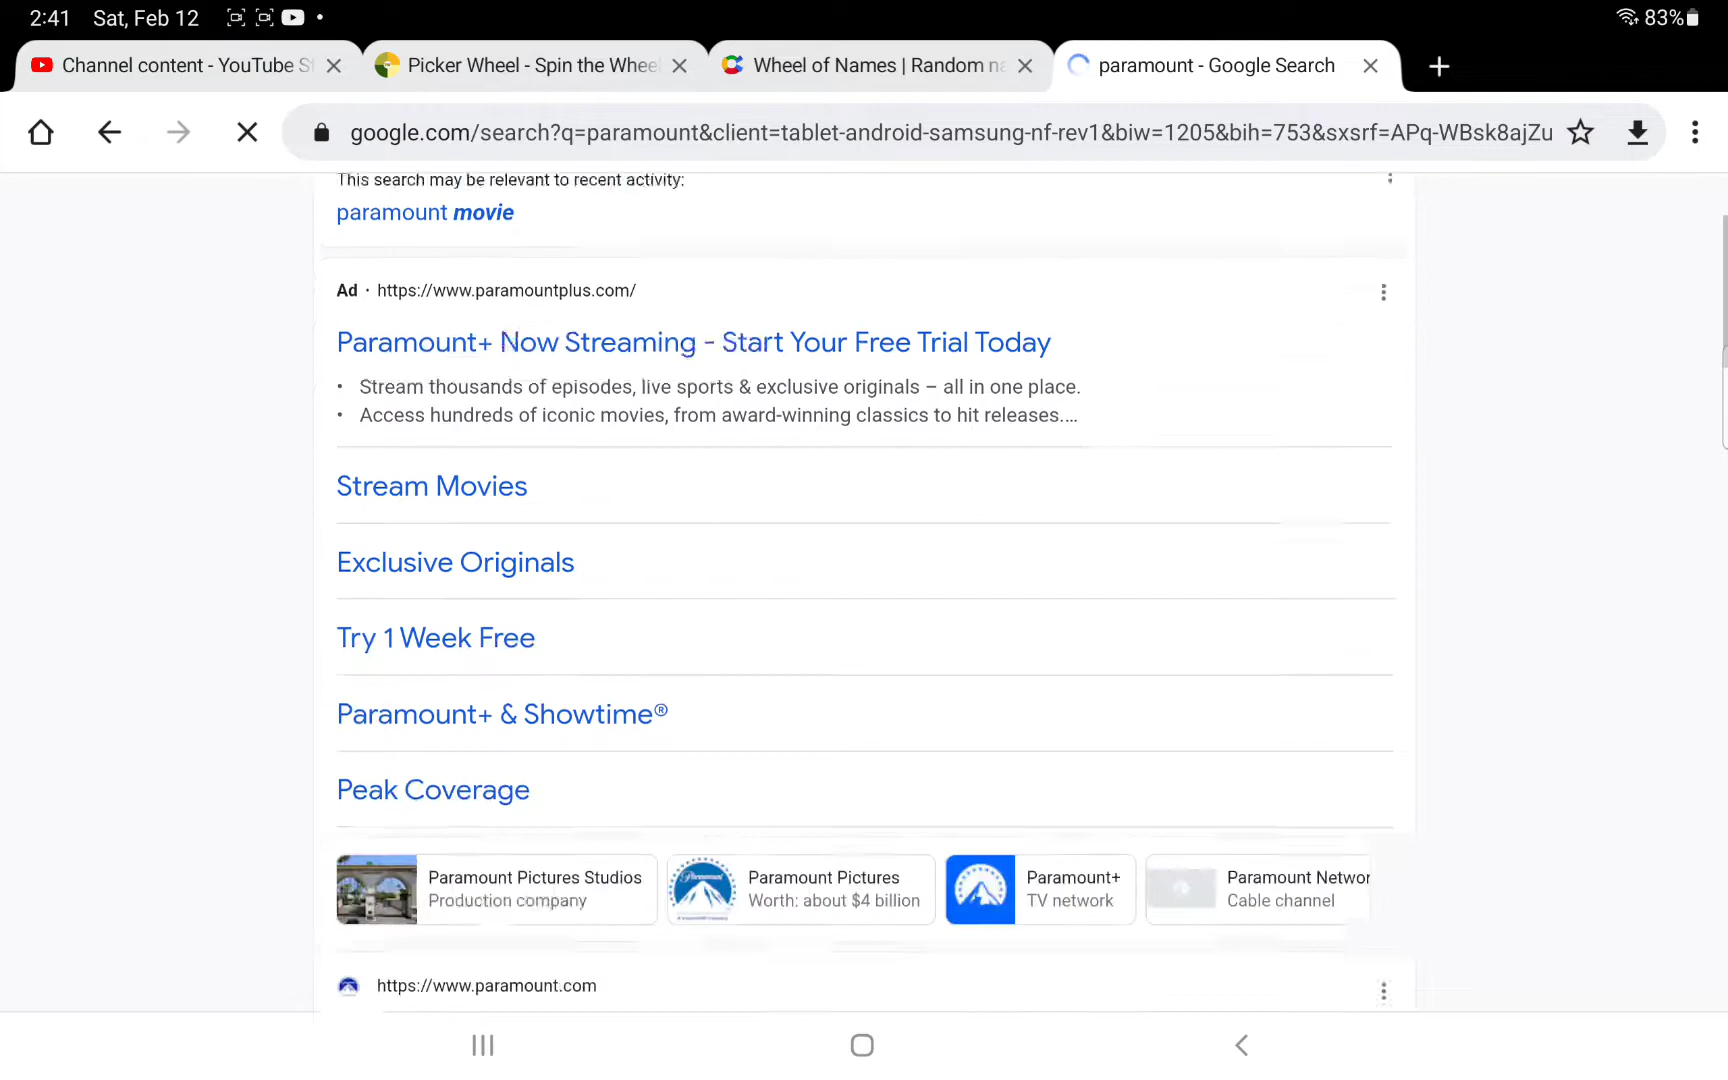 2:41 Sat, Feb 12
83%
Channel content - YouTube S
Picker Wheel - Spin the Wheel
Wheel of Names | Random na
paramount - Google Search
google.com/search?q=paramount&client=tablet-android-samsung-nf-rev1&biw=1205&bih=753&sxsrf=APq-WBsk8ajZu
This search may be relevant to recent activity:
paramount movie
Ad · https://www.paramountplus.com/
Paramount+ Now Streaming - Start Your Free Trial Today
• Stream thousands of episodes, live sports & exclusive originals – all in one place.
• Access hundreds of iconic movies, from award-winning classics to hit releases....
Stream Movies
Exclusive Originals
Try 1 Week Free
Paramount+ & Showtime®
Peak Coverage
Paramount Pictures Studios
Production company
Paramount Pictures
Worth: about $4 billion
Paramount+
TV network
Paramount Networ
Cable channel
https://www.paramount.com